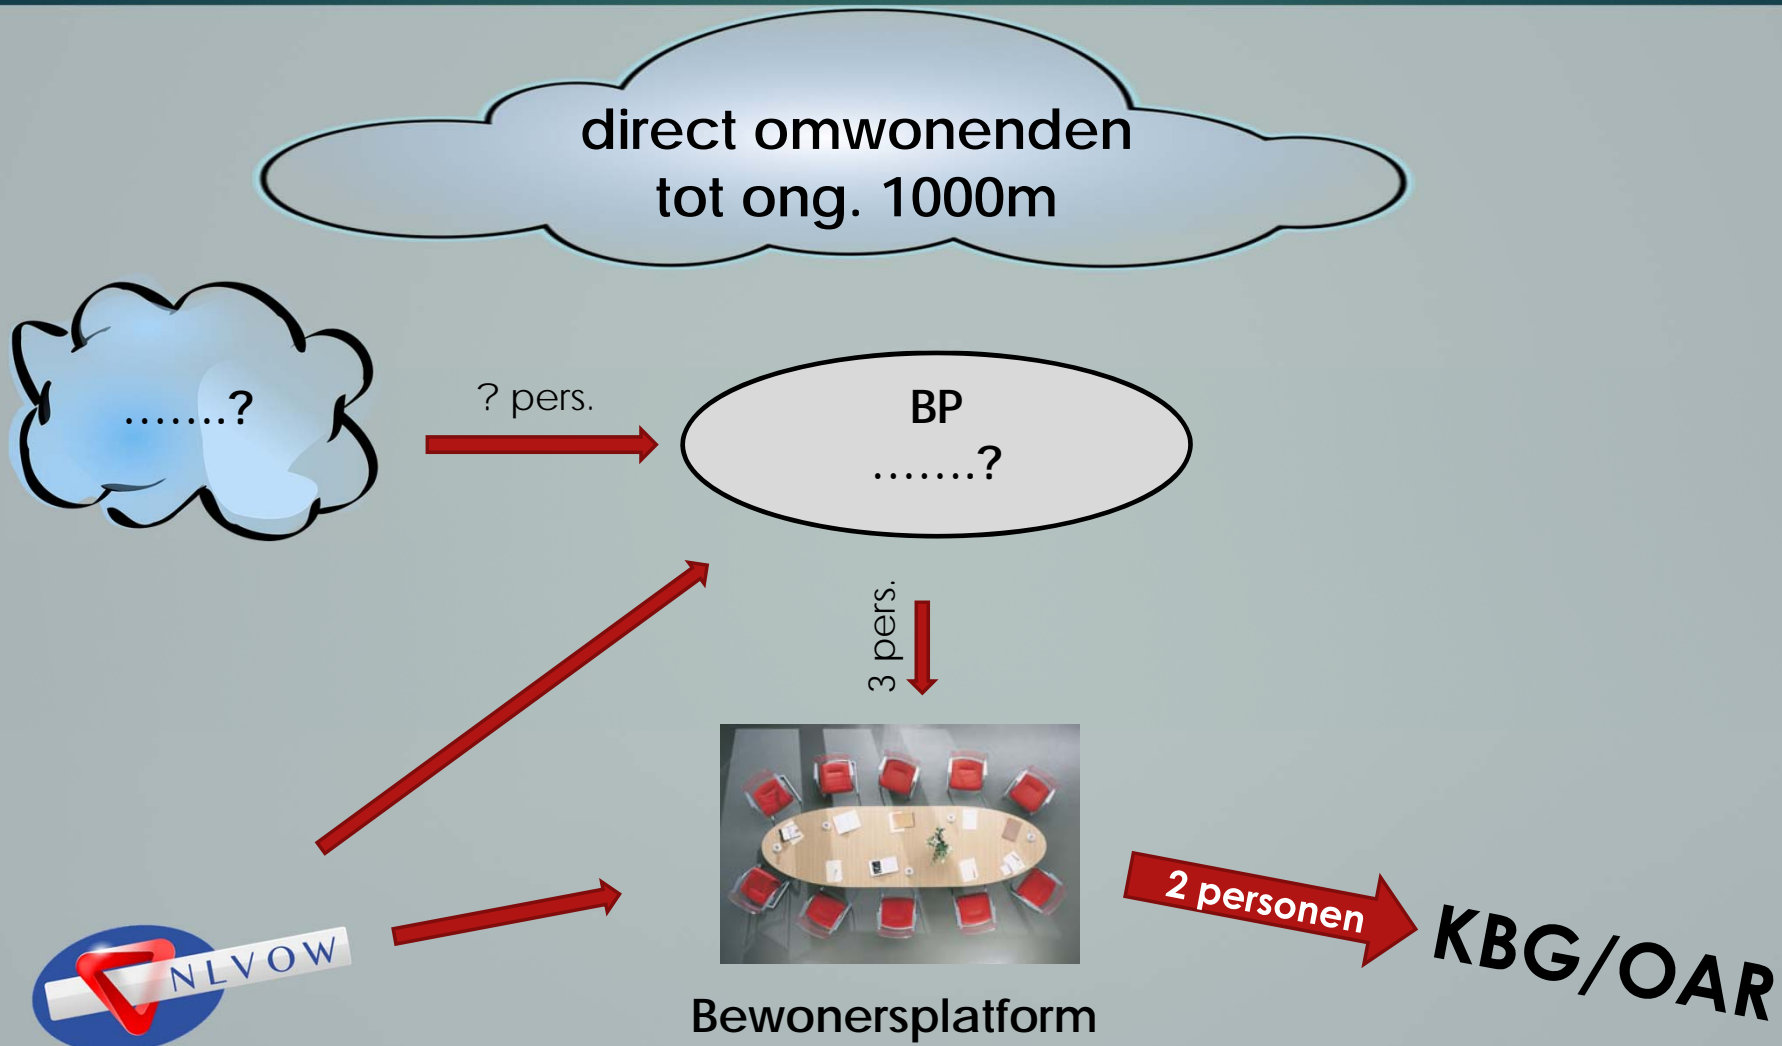 direct omwonenden
tot ong. 1000m
.......?
? pers.
BP
.......?
3 pers.
NLVOW
2 personen
KBG/OAR
Bewonersplatform